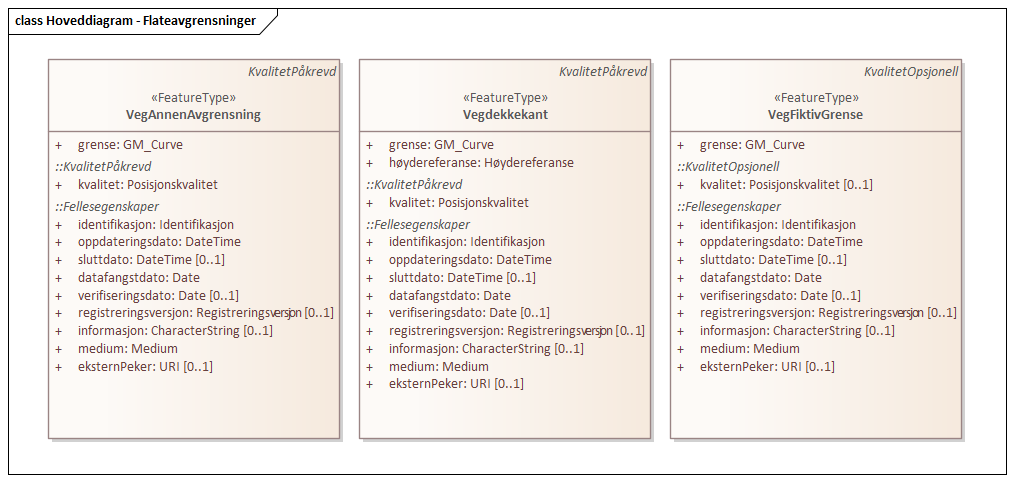 class Hoveddiagram - Flateavgrensninger
KvalitetPåkrevd
«FeatureType»
VegAnnenAvgrensning
+ grense: GM_Curve
::KvalitetPåkrevd
+ kvalitet: Posisjonskvalitet
::Fellesegenskaper
+ identifikasjon: Identifikasjon
+ oppdateringsdato: DateTime
+ sluttdato: DateTime [0..1]
+ datafangstdato: Date
+ verifiseringsdato: Date [0..1]
+ registreringsversjon: Registreringsversjon [0..1]
+ informasjon: CharacterString [0..1]
+ medium: Medium
+ eksternPeker: URI [0..1]
KvalitetPåkrevd
«FeatureType»
Vegdekkekant
+ grense: GM_Curve
+ høydereferanse: Høydereferanse
::KvalitetPåkrevd
+ kvalitet: Posisjonskvalitet
::Fellesegenskaper
+ identifikasjon: Identifikasjon
+ oppdateringsdato: DateTime
+ sluttdato: DateTime [0..1]
+ datafangstdato: Date
+ verifiseringsdato: Date [0..1]
+ registreringsversjon: Registreringsversjon [0..1]
+ informasjon: CharacterString [0..1]
+ medium: Medium
+ eksternPeker: URI [0..1]
KvalitetOpsjonell
«FeatureType»
VegFiktivGrense
+ grense: GM_Curve
::KvalitetOpsjonell
+ kvalitet: Posisjonskvalitet [0..1]
::Fellesegenskaper
+ identifikasjon: Identifikasjon
+ oppdateringsdato: DateTime
+ sluttdato: DateTime [0..1]
+ datafangstdato: Date
+ verifiseringsdato: Date [0..1]
+ registreringsversjon: Registreringsversjon [0..1]
+ informasjon: CharacterString [0..1]
+ medium: Medium
+ eksternPeker: URI [0..1]